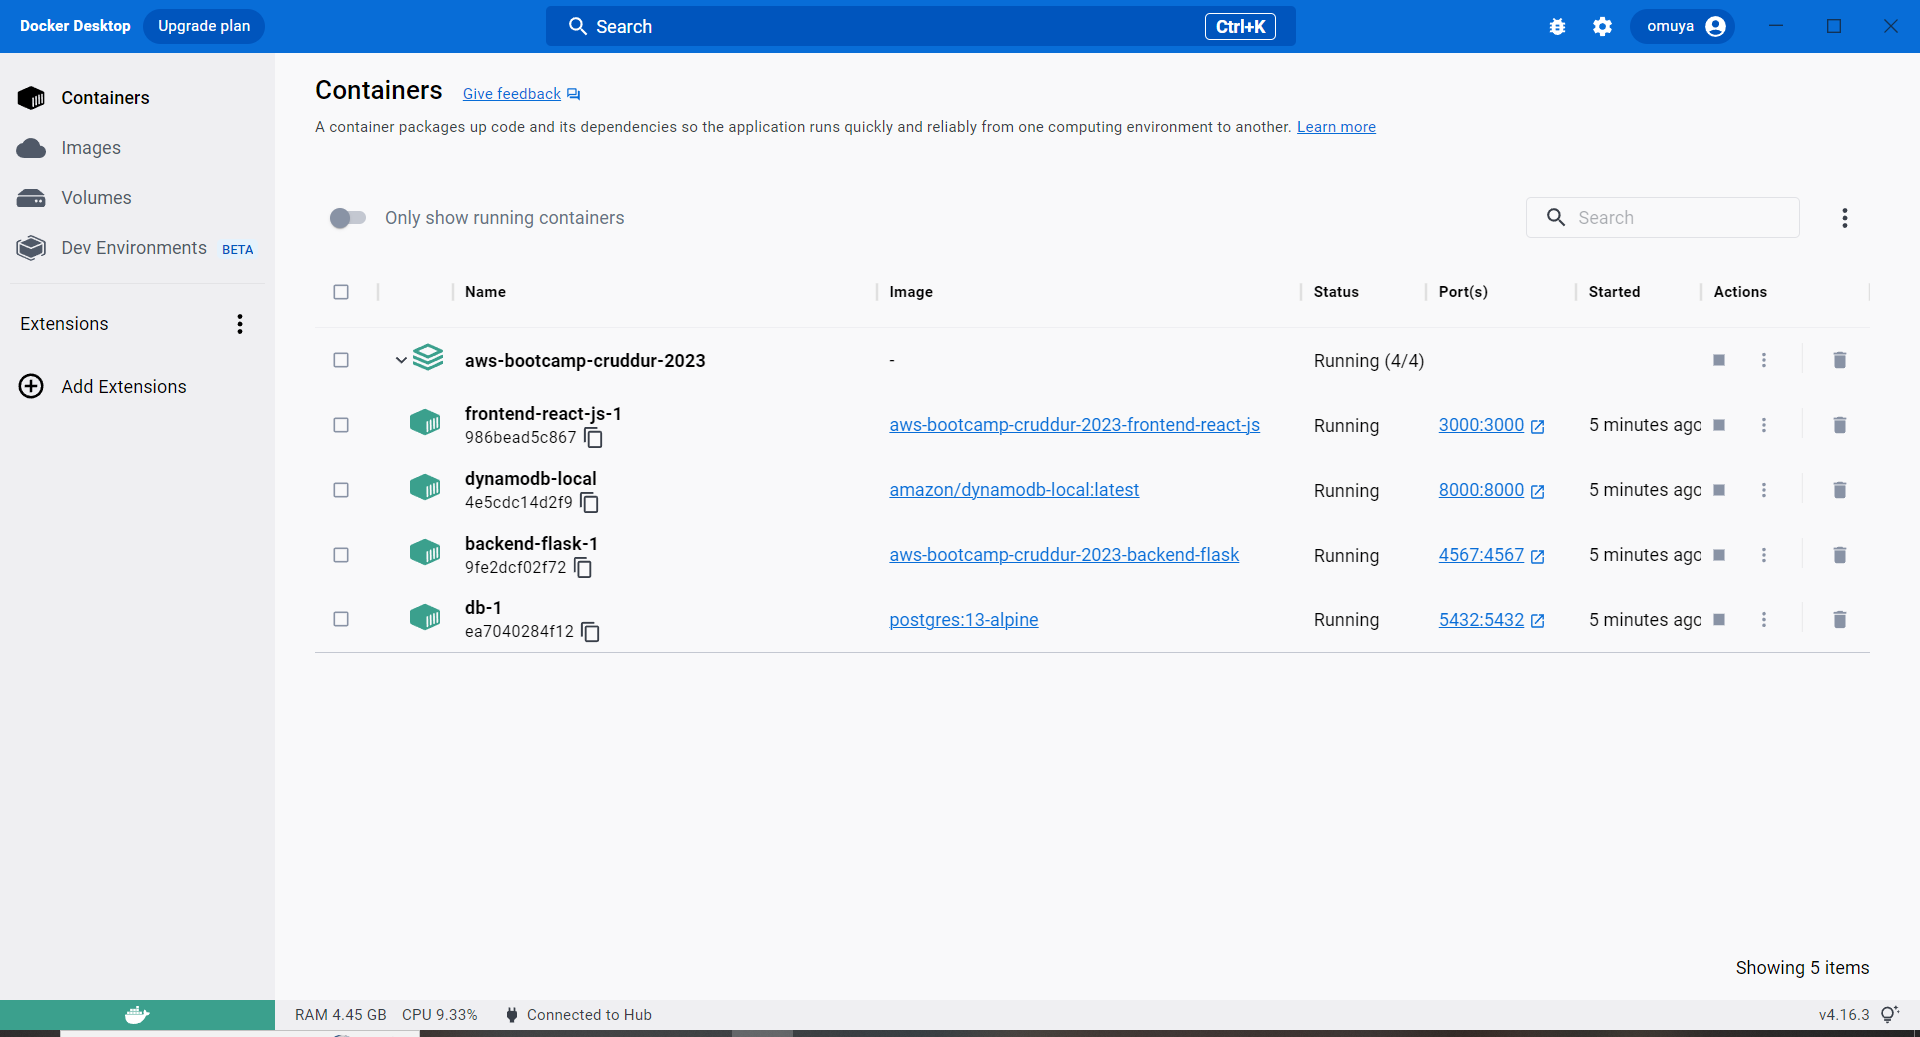 Docker Desktop Upgrade plan Search Ctrl+K omuya
Containers
Images
Volumes
Dev Environments BETA
Extensions
Add Extensions
Containers Give feedback
A container packages up code and its dependencies so the application runs quickly and reliably from one computing environment to another. Learn more
Only show running containers Search
Name Image Status Port(s) Started Actions
aws-bootcamp-cruddur-2023 - Running (4/4)
frontend-react-js-1
986bead5c867 aws-bootcamp-cruddur-2023-frontend-react-js Running 3000:3000 5 minutes ago
dynamodb-local
4e5cdc14d2f9 amazon/dynamodb-local:latest Running 8000:8000 5 minutes ago
backend-flask-1
9fe2dcf02f72 aws-bootcamp-cruddur-2023-backend-flask Running 4567:4567 5 minutes ago
db-1
ea7040284f12 postgres:13-alpine Running 5432:5432 5 minutes ago
Showing 5 items
RAM 4.45 GB CPU 9.33% Connected to Hub v4.16.3